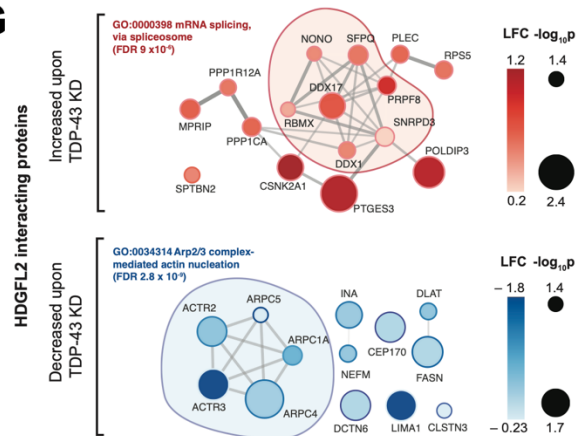 G
HDGFL2 interacting proteins
Increased upon
TDP-43 KD
GO:0000398 mRNA splicing,
via spliceosome
(FDR 9 x10⁻⁶)
NONO
SFPQ
PLEC
RPS5
PPP1R12A
DDX17
PRPF8
MPRIP
RBMX
SNRPD3
PPP1CA
DDX1
POLDIP3
SPTBN2
CSNK2A1
PTGES3
LFC -log₁₀p
1.2
1.4
0.2
2.4
Decreased upon
TDP-43 KD
GO:0034314 Arp2/3 complex-
mediated actin nucleation
(FDR 2.8 x 10⁻⁸)
ACTR2
ARPC5
ARPC1A
ACTR3
ARPC4
INA
DLAT
CEP170
NEFM
FASN
DCTN6
LIMA1
CLSTN3
LFC -log₁₀p
– 1.8
1.4
– 0.23
1.7